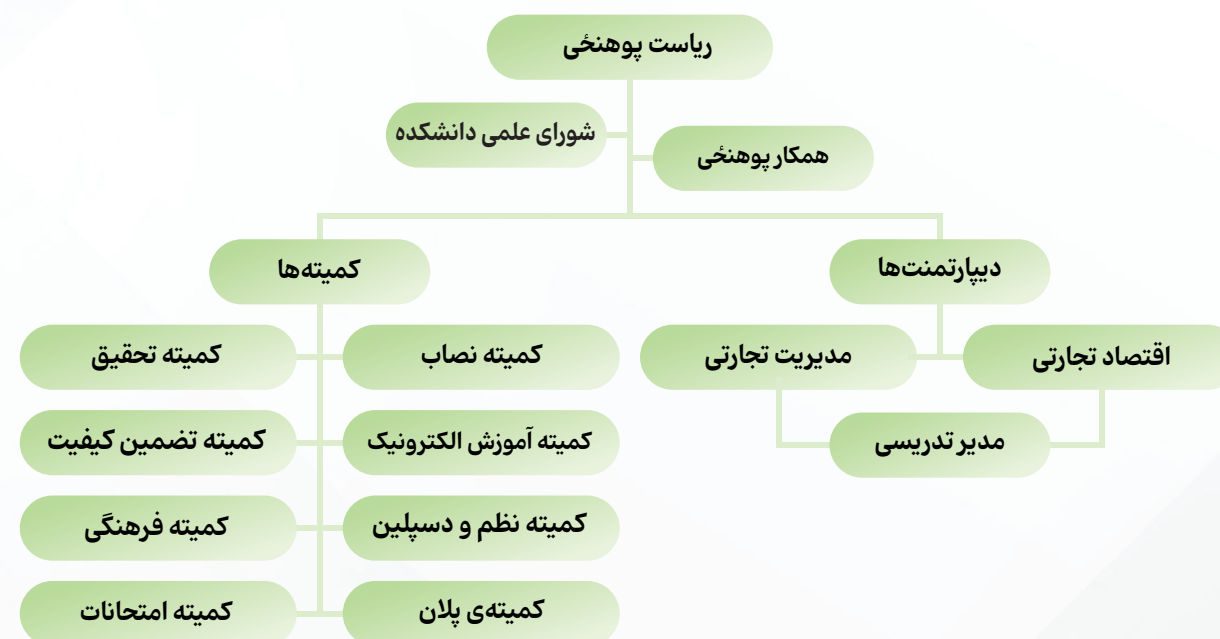 ریاست پوهنځی
شورای علمی دانشکده
همکار پوهنځی
دیپارتمنت‌ها
کمیته‌ها
اقتصاد تجارتی
مدیریت تجارتی
کمیته نصاب
کمیته تحقیق
مدیر تدریسی
کمیته آموزش الکترونیک
کمیته تضمین کیفیت
کمیته نظم و دسپلین
کمیته فرهنگی
کمیته‌ی پلان
کمیته امتحانات